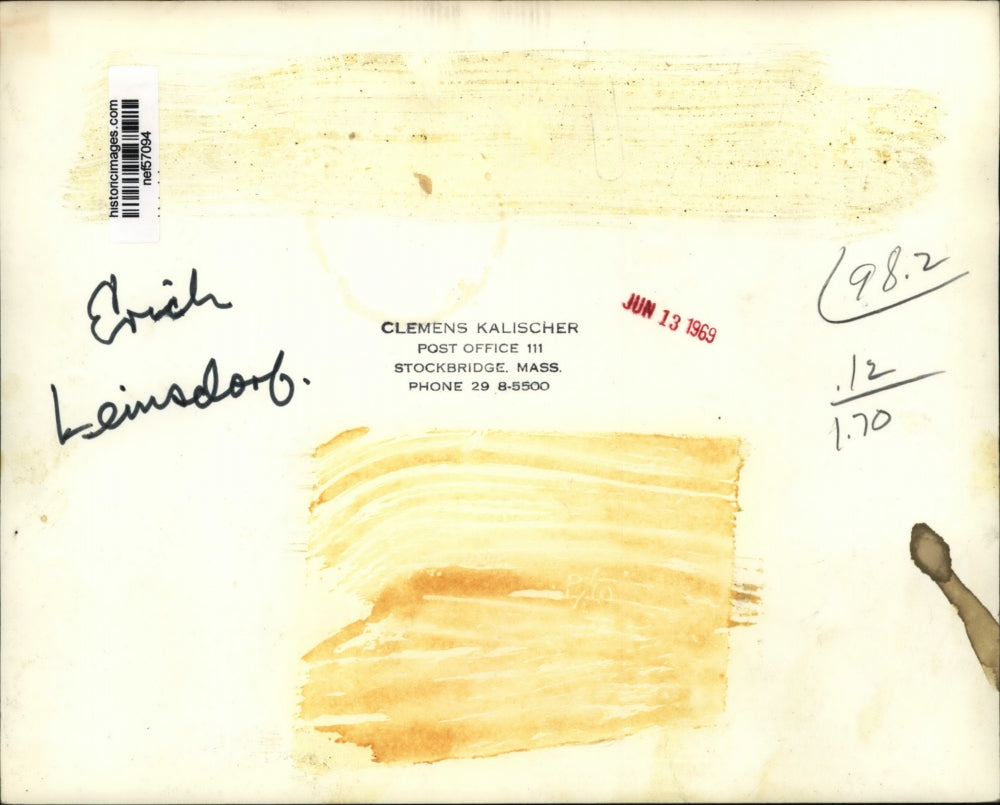 historicimages.com
nef57094
Erich
Leinsdorf.
CLEMENS KALISCHER
POST OFFICE 111
STOCKBRIDGE, MASS.
PHONE 29 8-5500
JUN 13 1969
98.2
.12
1.70